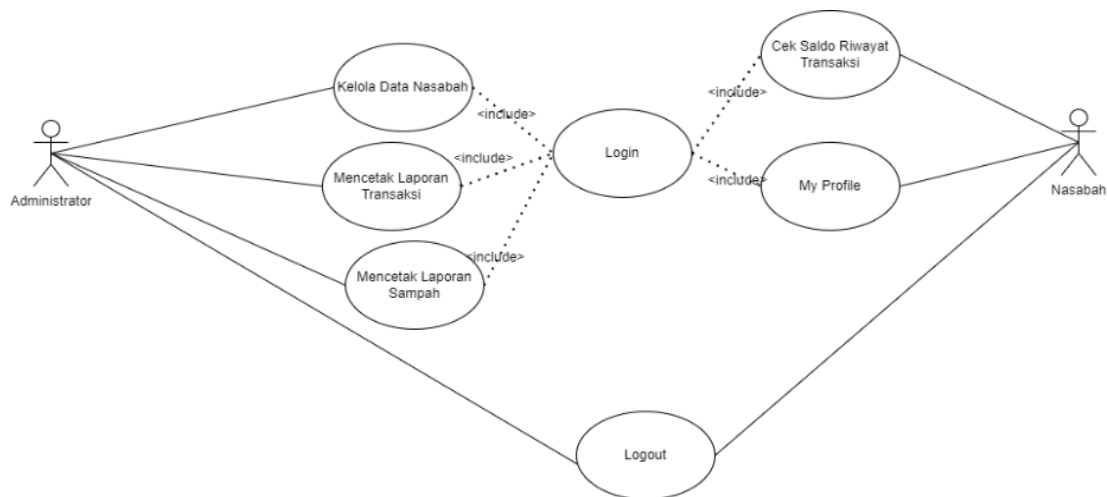 Cek Saldo Riwayat
Transaksi
Kelola Data Nasabah
<include>
<include>
Login
<include>
Mencetak Laporan
Transaksi
<include>
My Profile
Administrator
Nasabah
<include>
Mencetak Laporan
Sampah
Logout